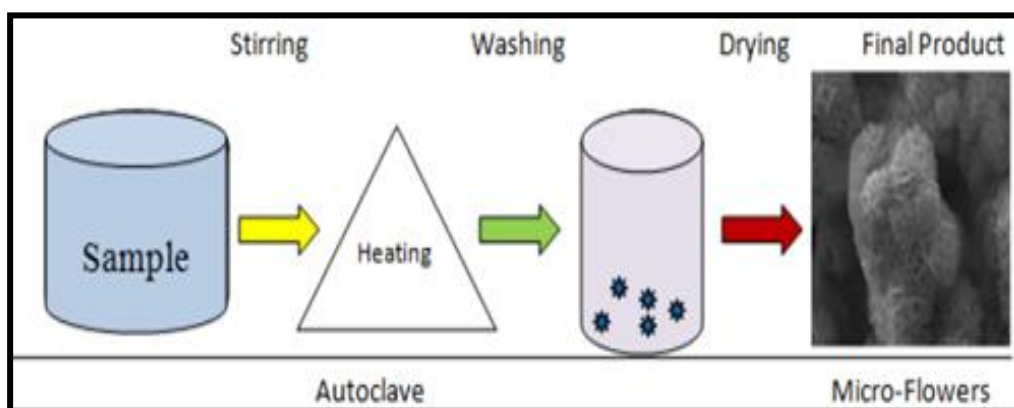 Stirring
Washing
Drying
Final Product
Sample
Heating
Autoclave
Micro-Flowers